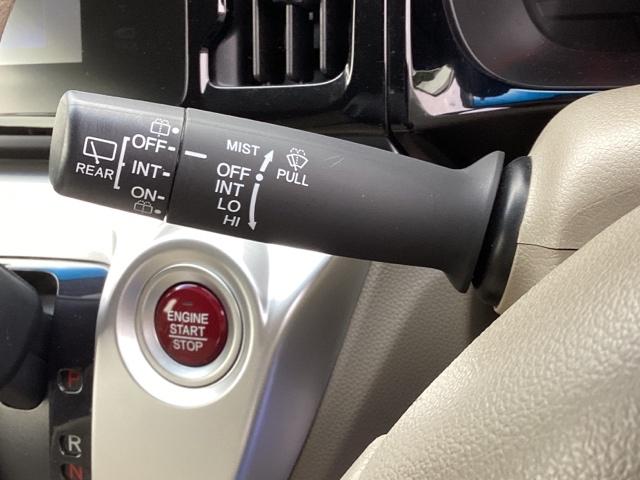 OFF
INT
ON
REAR
MIST
OFF
INT
LO
HI
PULL
ENGINE
START
STOP
P
R
N